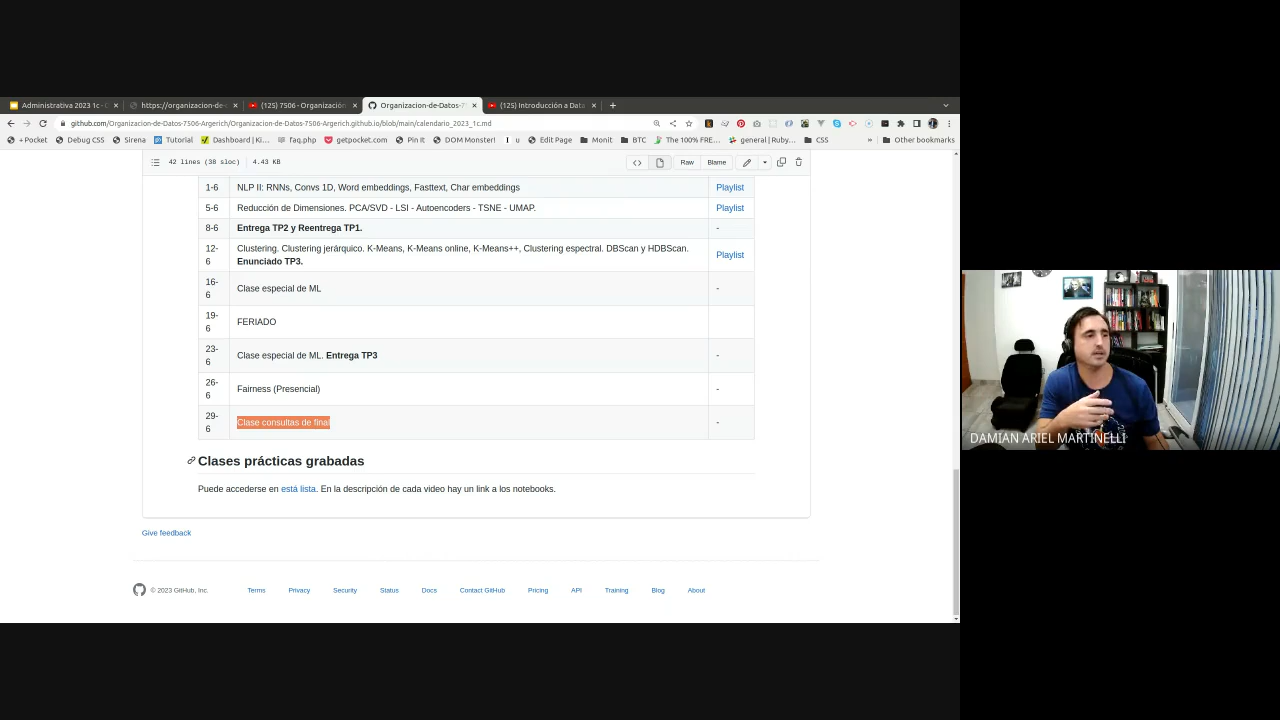 Administrativa 2023 1c - 
https://organizacion-de-
(125) 7506 - Organización
Organizacion-de-Datos-7
(125) Introducción a Data
github.com/Organizacion-de-Datos-7506-Argerich/Organizacion-de-Datos-7506-Argerich.github.io/blob/main/calendario_2023_1c.md
+Pocket
Debug CSS
Sirena
Tutorial
Dashboard | Ki...
faq.php
getpocket.com
Pin It
DOM Monster!
I u
Edit Page
Monit
BTC
The 100% FRE...
general | Ruby...
CSS
»
Other bookmarks
42 lines (38 sloc)
4.43 KB
Raw
Blame
1-6 NLP II: RNNs, Convs 1D, Word embeddings, Fasttext, Char embeddings Playlist
5-6 Reducción de Dimensiones. PCA/SVD - LSI - Autoencoders - TSNE - UMAP. Playlist
8-6 Entrega TP2 y Reentrega TP1. -
12-
6
Clustering. Clustering jerárquico. K-Means, K-Means online, K-Means++, Clustering espectral. DBScan y HDBScan.
Enunciado TP3.
Playlist
16-
6
Clase especial de ML
-
19-
6
FERIADO
23-
6
Clase especial de ML. Entrega TP3
-
26-
6
Fairness (Presencial)
-
29-
6
Clase consultas de final
-
Clases prácticas grabadas
Puede accederse en está lista. En la descripción de cada video hay un link a los notebooks.
Give feedback
© 2023 GitHub, Inc.
Terms
Privacy
Security
Status
Docs
Contact GitHub
Pricing
API
Training
Blog
About
DAMIAN ARIEL MARTINELLI